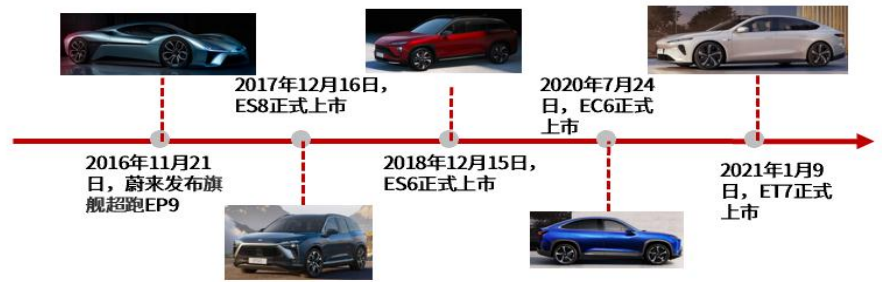 2016年11月21
日，蔚来发布旗
舰超跑EP9
2017年12月16日，
ES8正式上市
2018年12月15日，
ES6正式上市
2020年7月24
日，EC6正式
上市
2021年1月9
日，ET7正式
上市